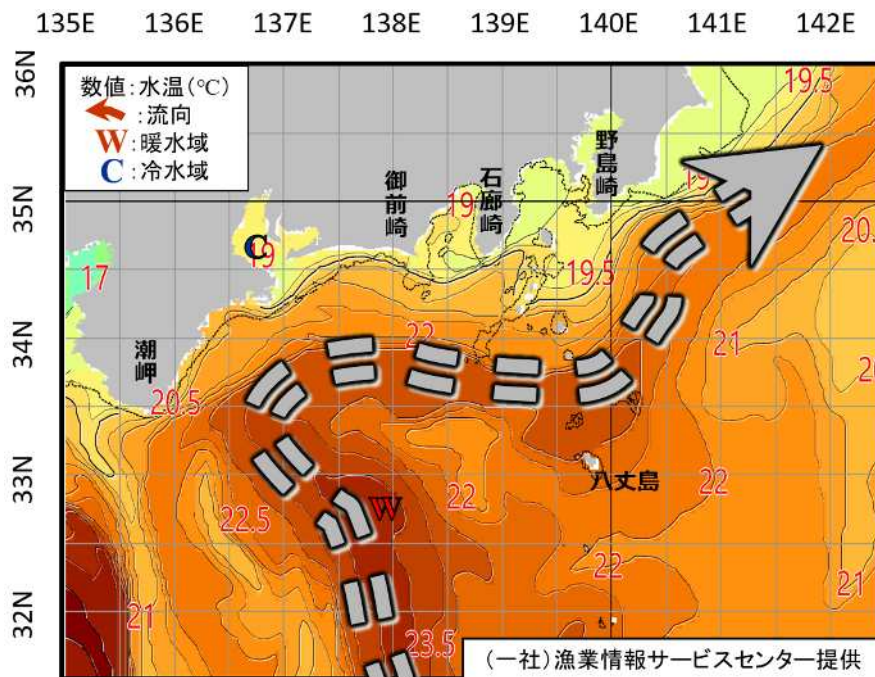 135E 136E 137E 138E 139E 140E 141E 142E
36N
35N
34N
33N
32N
数値:水温(℃)
:流向
W:暖水域
C:冷水域
19.5
野島崎
石廊崎
御前崎
19
19
C
19
17
19.5
20.5
22
21
潮岬
20.5
八丈島
22
22
W
22.5
22
21
21
23.5
(一社)漁業情報サービスセンター提供